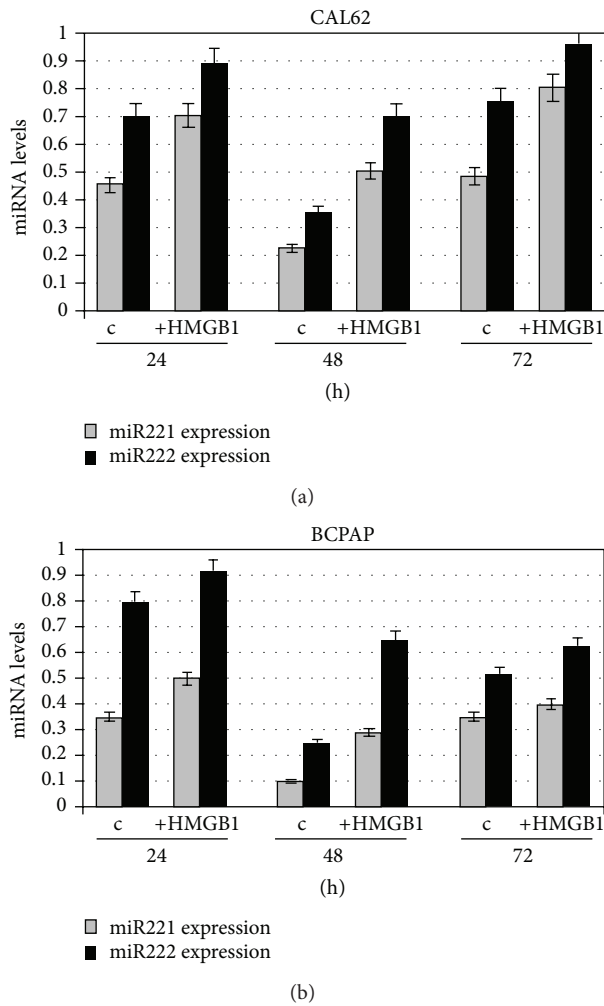 CAL62
miRNA levels
1
0.9
0.8
0.7
0.6
0.5
0.4
0.3
0.2
0.1
0
c +HMGB1 c +HMGB1 c +HMGB1
24 48 72
(h)
miR221 expression
miR222 expression
(a)
BCPAP
miRNA levels
1
0.9
0.8
0.7
0.6
0.5
0.4
0.3
0.2
0.1
0
c +HMGB1 c +HMGB1 c +HMGB1
24 48 72
(h)
miR221 expression
miR222 expression
(b)